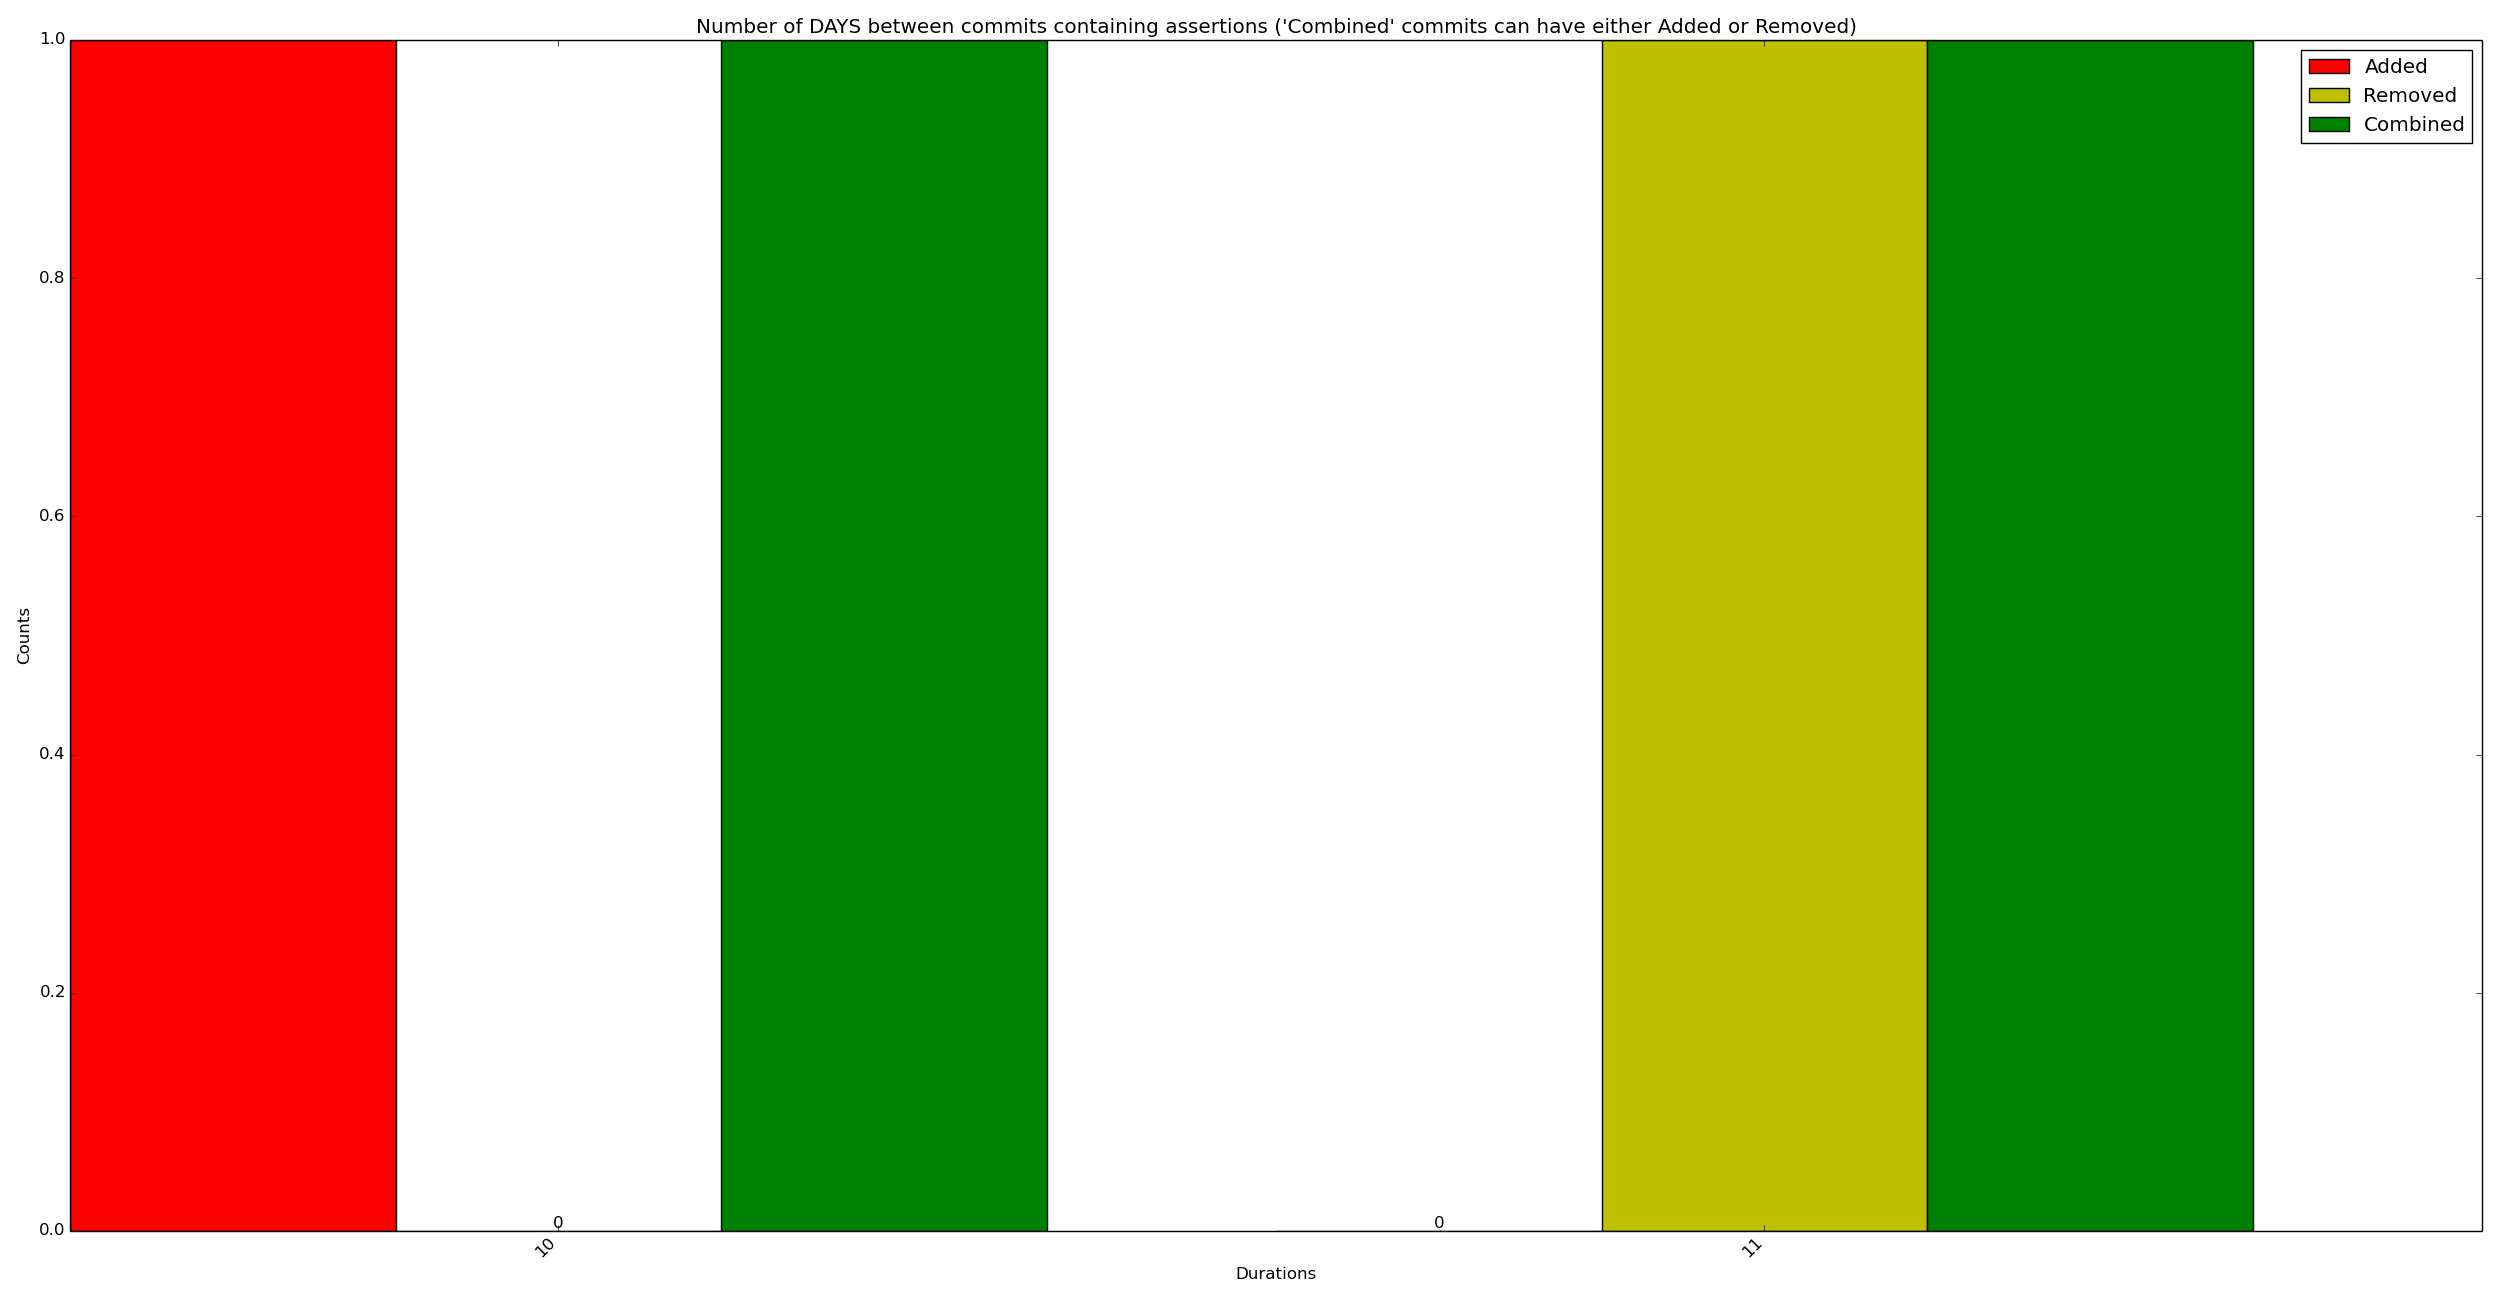 Number of DAYS between commits containing assertions ('Combined' commits can have either Added or Removed)
1.0
0.8
0.6
0.4
0.2
0.0
Counts
Added
Removed
Combined
0
0
10
11
Durations